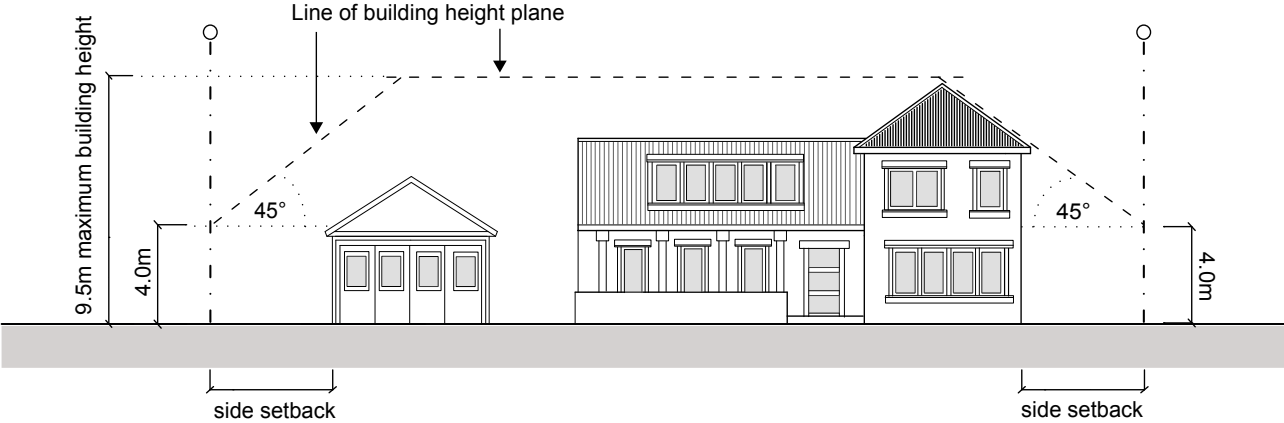 Line of building height plane
9.5m maximum building height
4.0m
45°
45°
4.0m
side setback
side setback